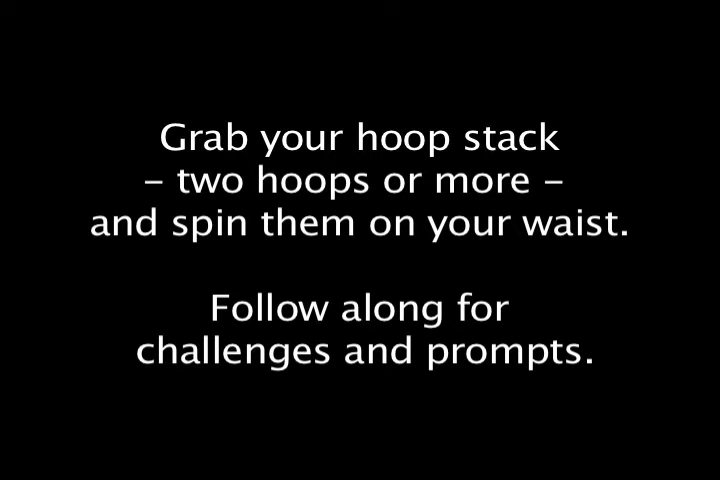 Grab your hoop stack
– two hoops or more –
and spin them on your waist.
Follow along for
challenges and prompts.